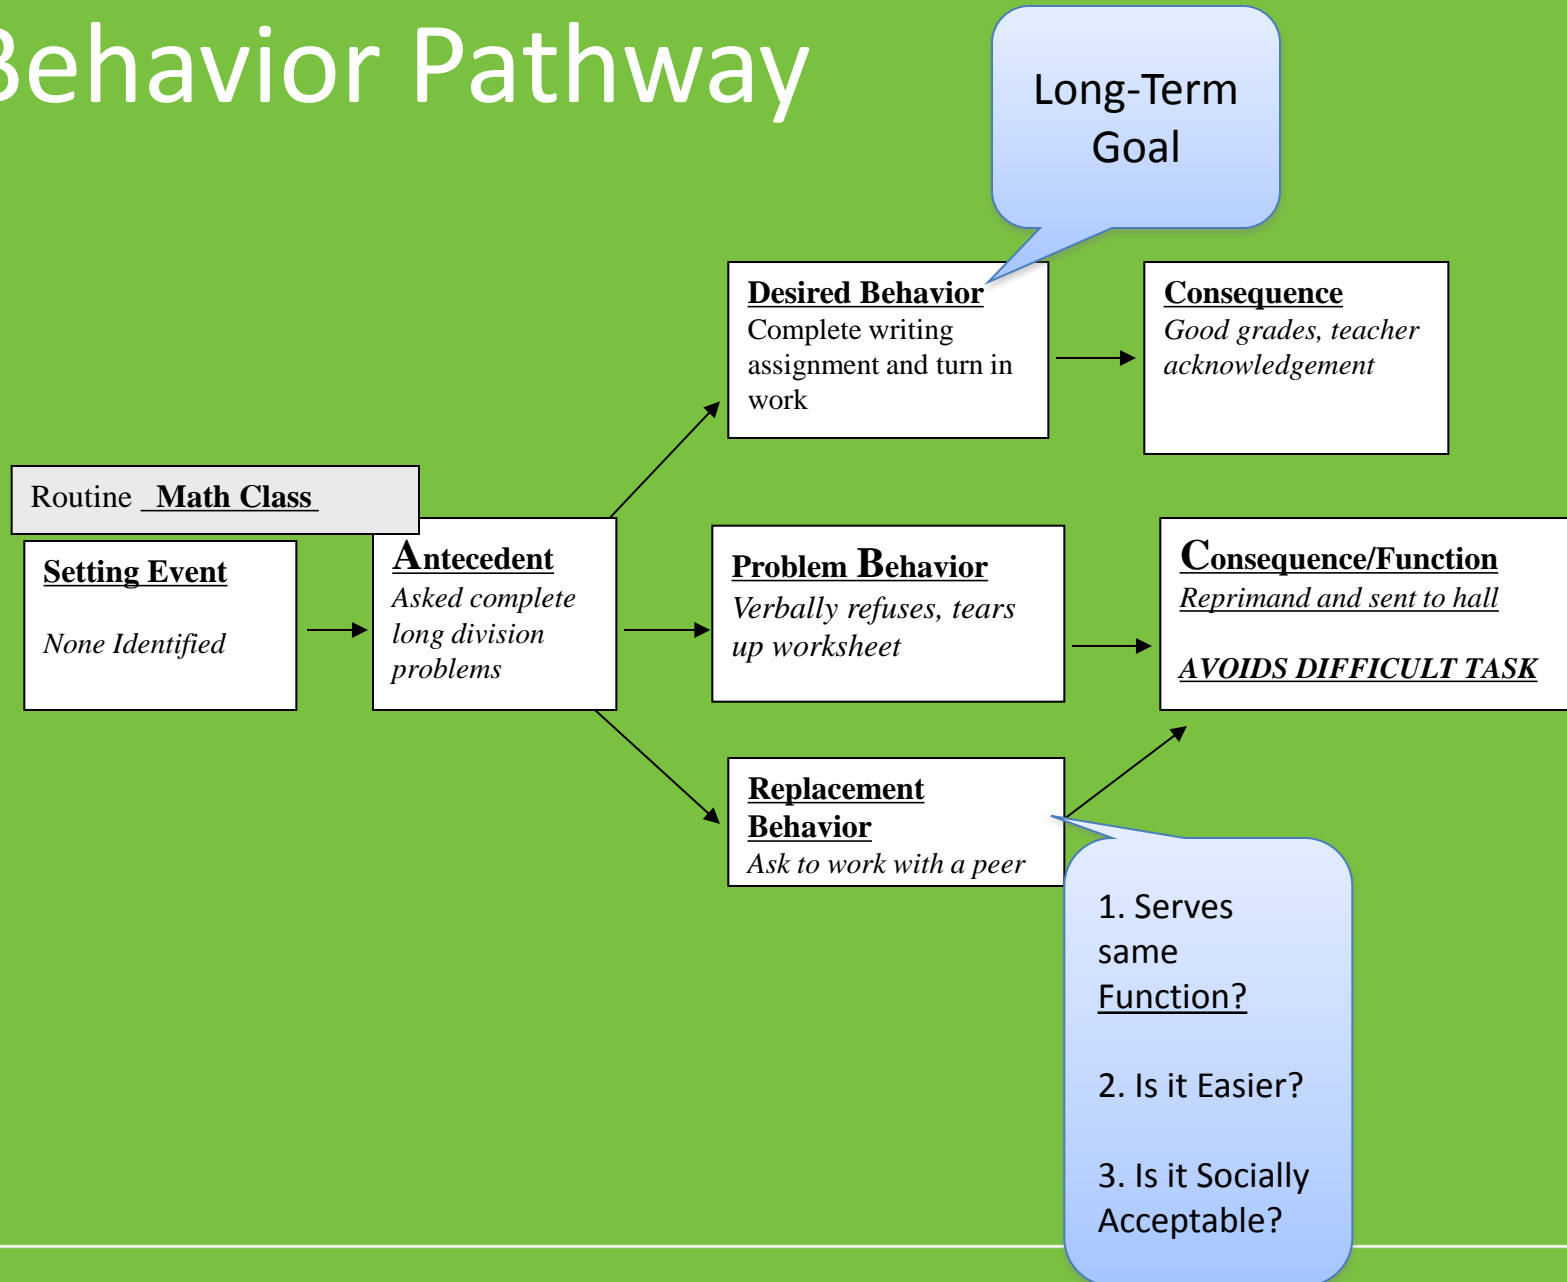 Behavior Pathway
Long-Term
Goal
Desired Behavior
Complete writing
assignment and turn in
work
Consequence
Good grades, teacher
acknowledgement
Routine _Math Class_
Setting Event
None Identified
Antecedent
Asked complete
long division
problems
Problem Behavior
Verbally refuses, tears
up worksheet
Consequence/Function
Reprimand and sent to hall
AVOIDS DIFFICULT TASK
Replacement
Behavior
Ask to work with a peer
1. Serves
same
Function?
2. Is it Easier?
3. Is it Socially
Acceptable?